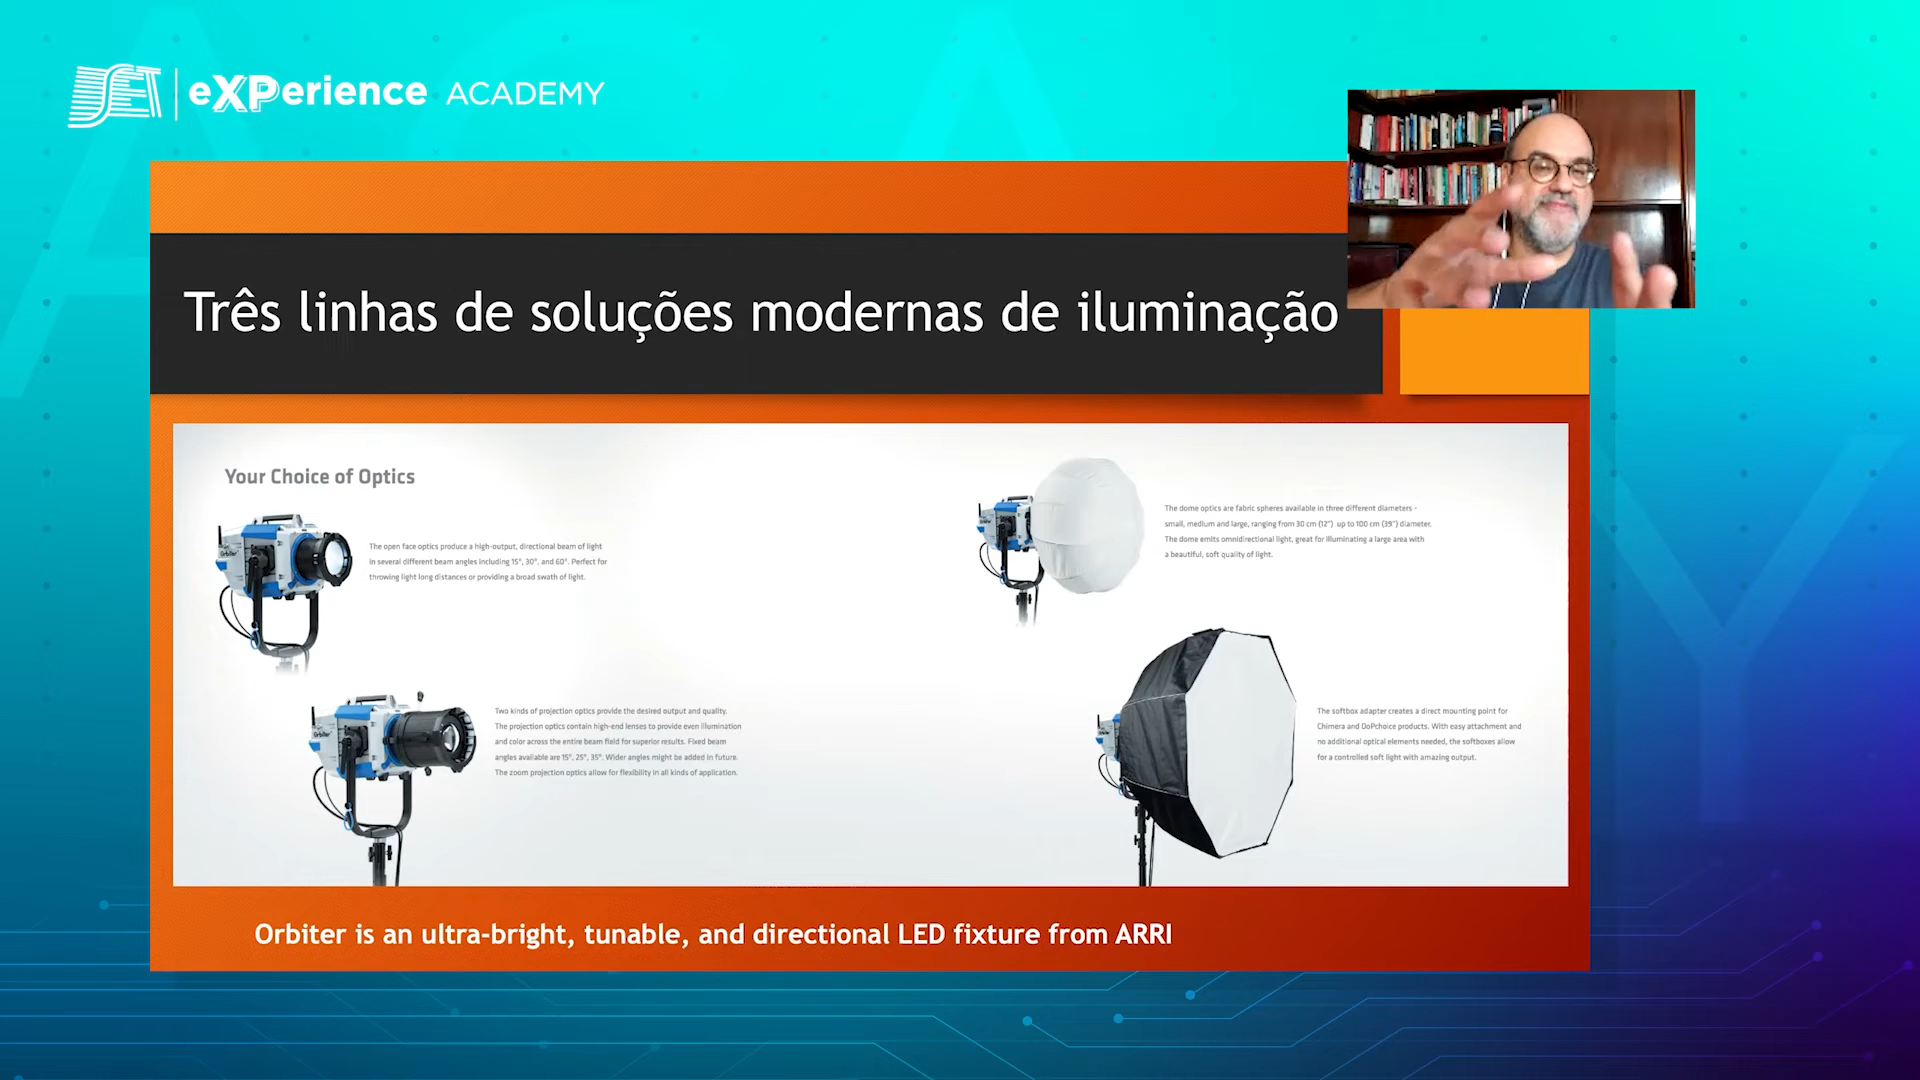 SET eXPerience ACADEMY
Três linhas de soluções modernas de iluminação
Your Choice of Optics
The open face optics produce a high-output, directional beam of light
in several different beam angles including 15°, 30°, and 60°. Perfect for
throwing light long distances or providing a broad swath of light.
Two kinds of projection optics provide the desired output and quality.
The projection optics contain high-end lenses to provide even illumination
and color across the entire beam field for superior results. Fixed beam
angles available are 15°, 25°, 35°. Wider angles might be added in future.
The zoom projection optics allow for flexibility in all kinds of application.
The dome optics are fabric spheres available in three different diameters -
small, medium and large, ranging from 30 cm (12") up to 100 cm (39") diameter.
The dome emits omnidirectional light, great for illuminating a large area with
a beautiful, soft quality of light.
The softbox adapter creates a direct mounting point for
Chimera and DoPchoice products. With easy attachment and
no additional optical elements needed, the softboxes allow
for a controlled soft light with amazing output.
Orbiter
Orbiter
Orbiter
Orbiter is an ultra-bright, tunable, and directional LED fixture from ARRI